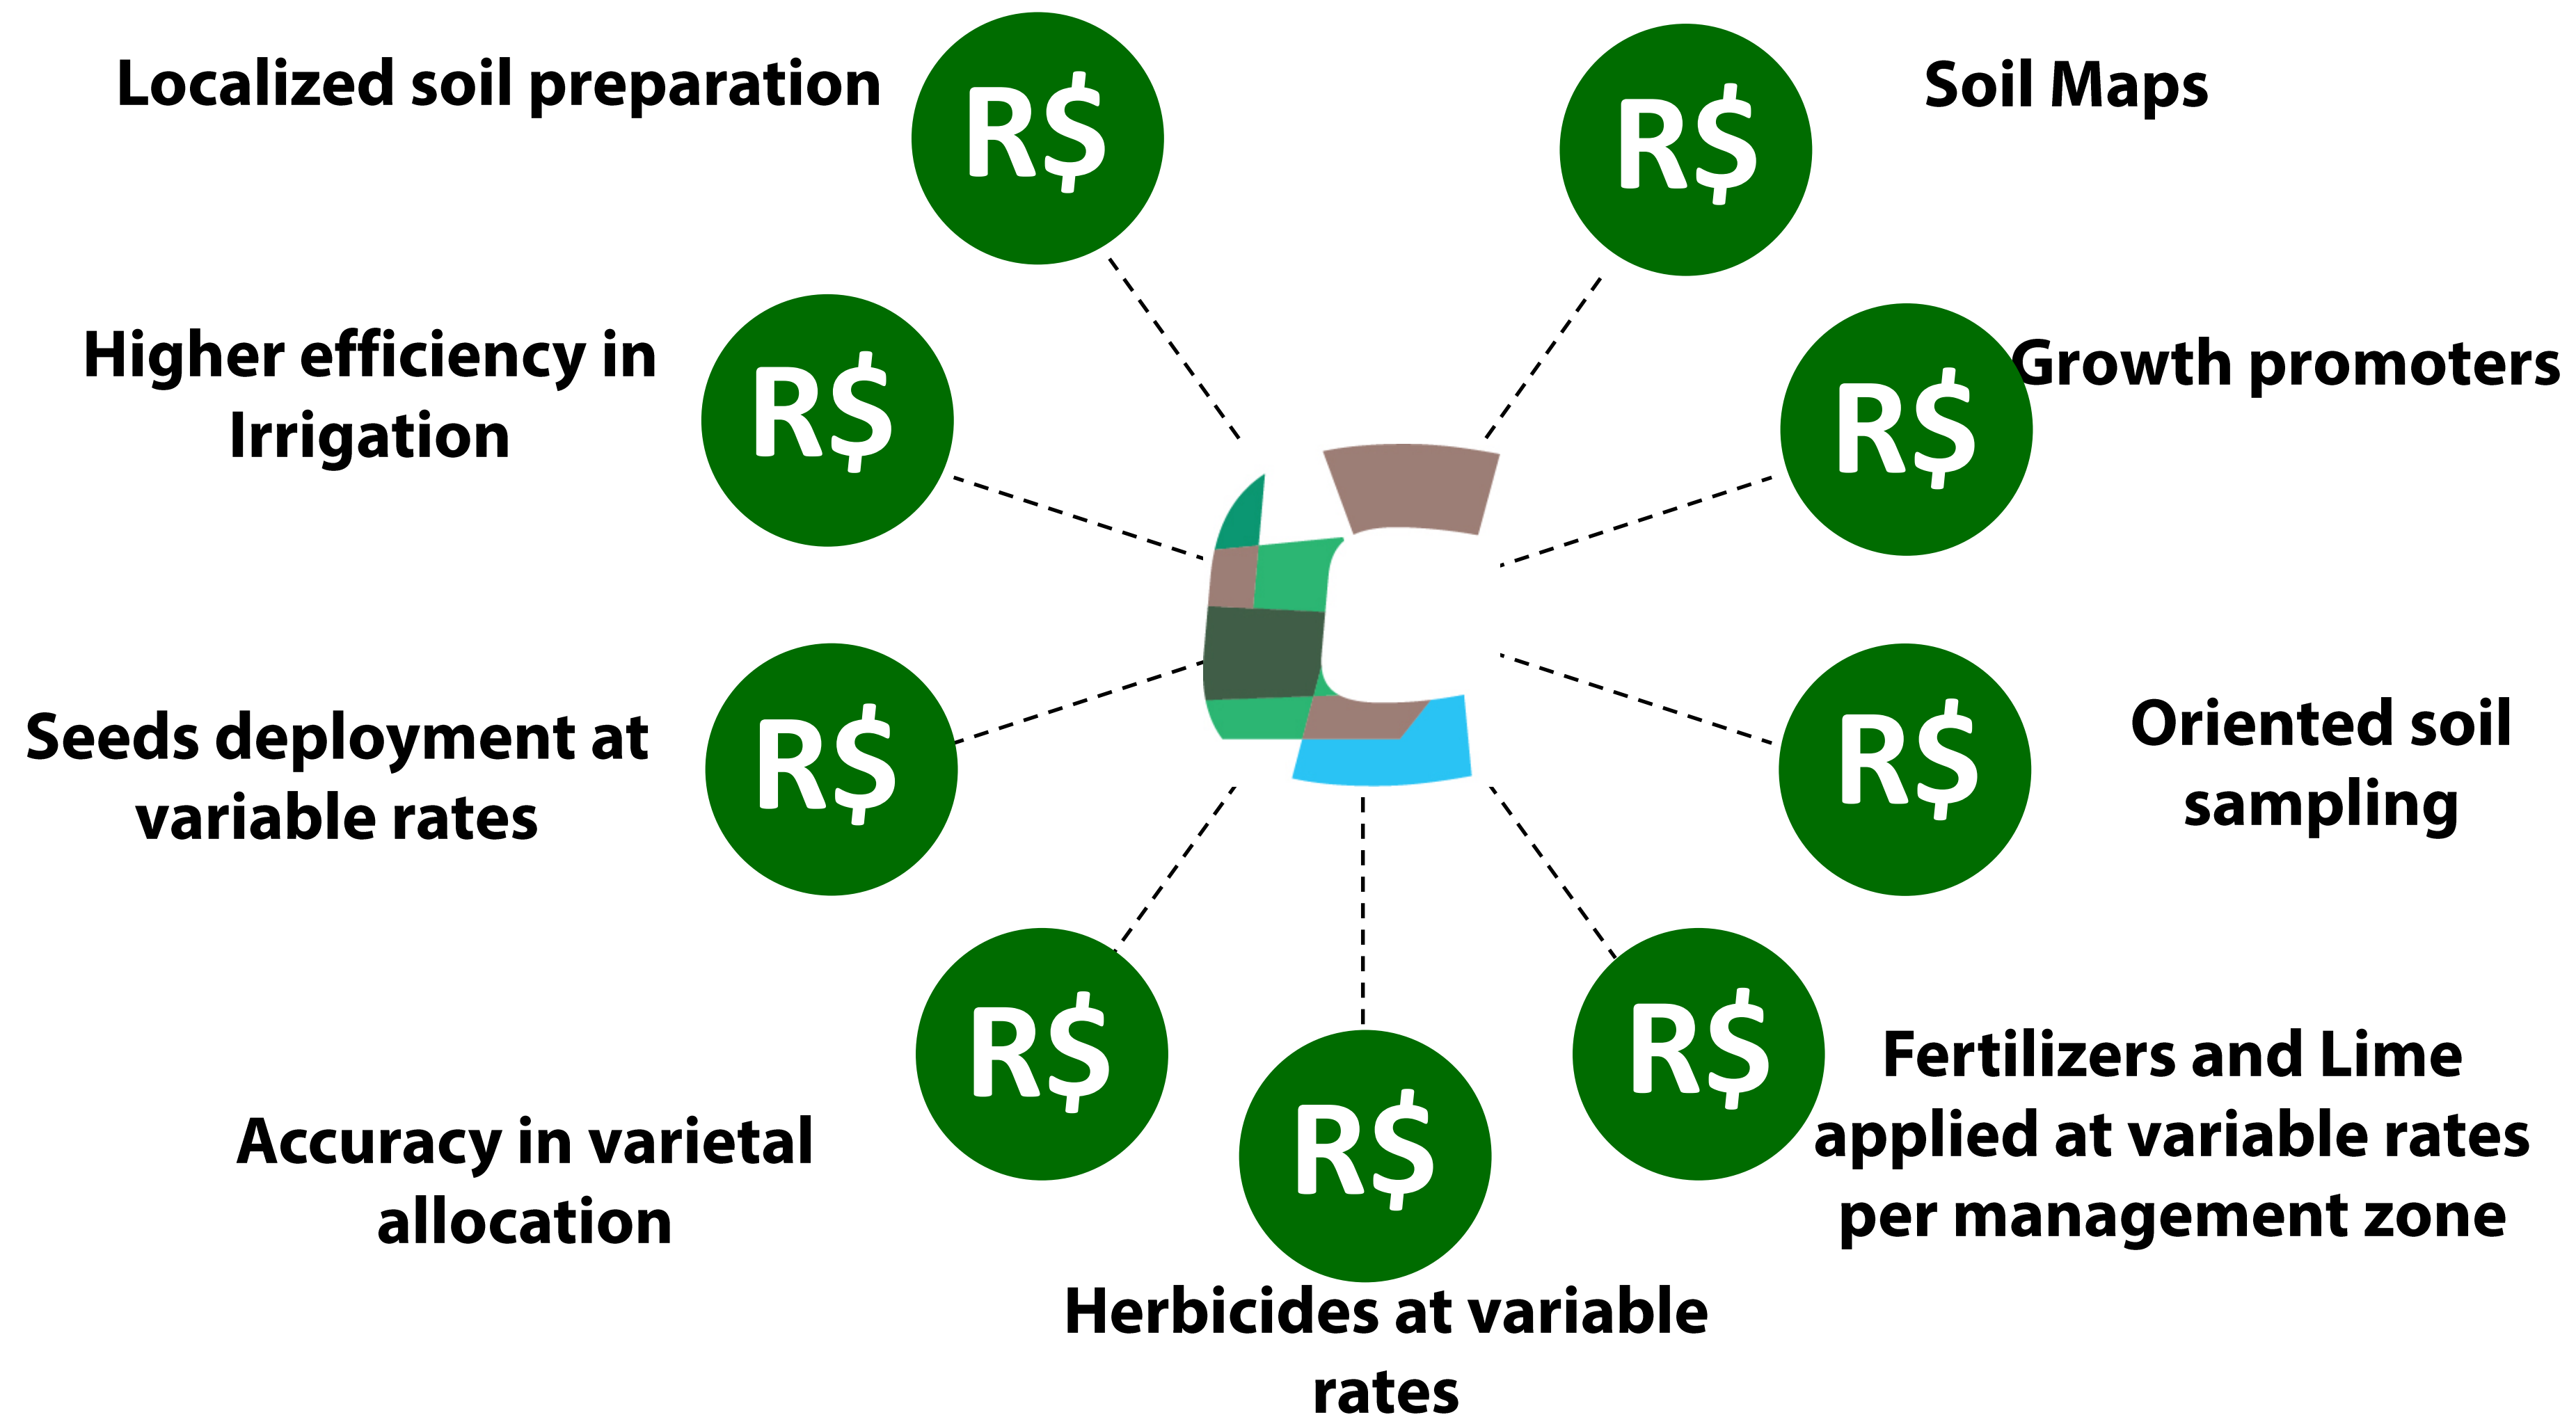 Localized soil preparation
R$
R$
Soil Maps
Higher efficiency in
Irrigation
R$
R$
Growth promoters
Seeds deployment at
variable rates
R$
R$
Oriented soil
sampling
Accuracy in varietal
allocation
R$
R$
R$
Fertilizers and Lime
applied at variable rates
per management zone
Herbicides at variable
rates